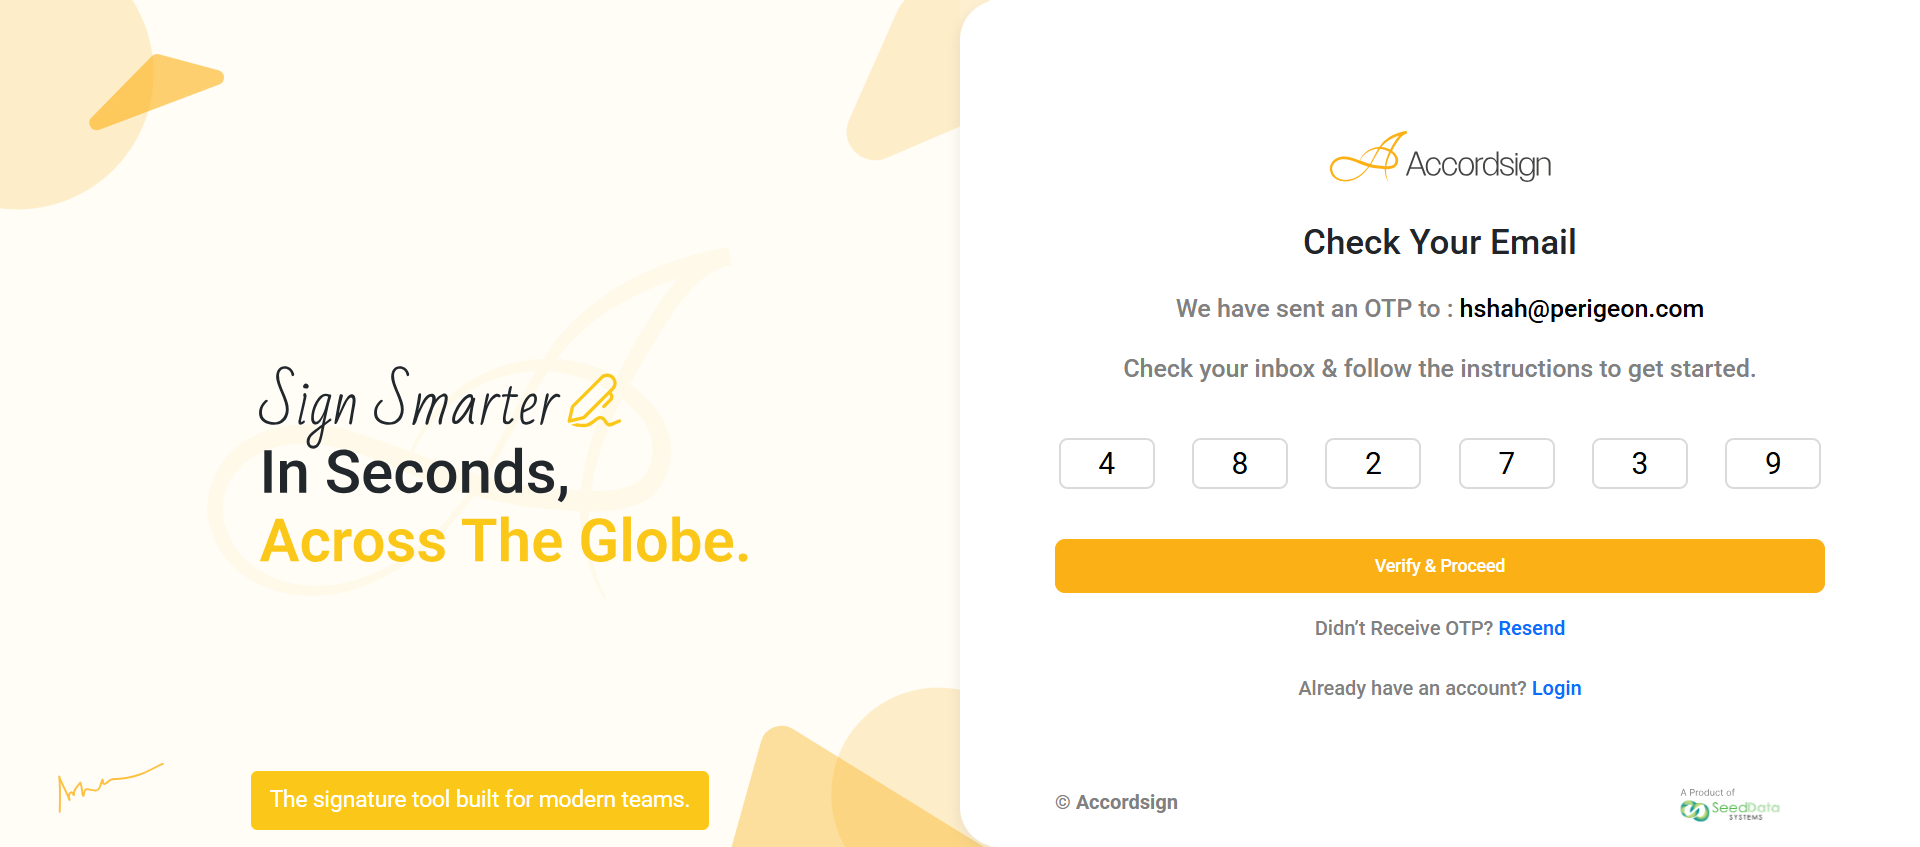 Sign Smarter
In Seconds,
Across The Globe.
The signature tool built for modern teams.
Accordsign
Check Your Email
We have sent an OTP to : hshah@perigeon.com
Check your inbox & follow the instructions to get started.
4 8 2 7 3 9
Verify & Proceed
Didn’t Receive OTP? Resend
Already have an account? Login
© Accordsign
A Product of
SeedData
SYSTEMS